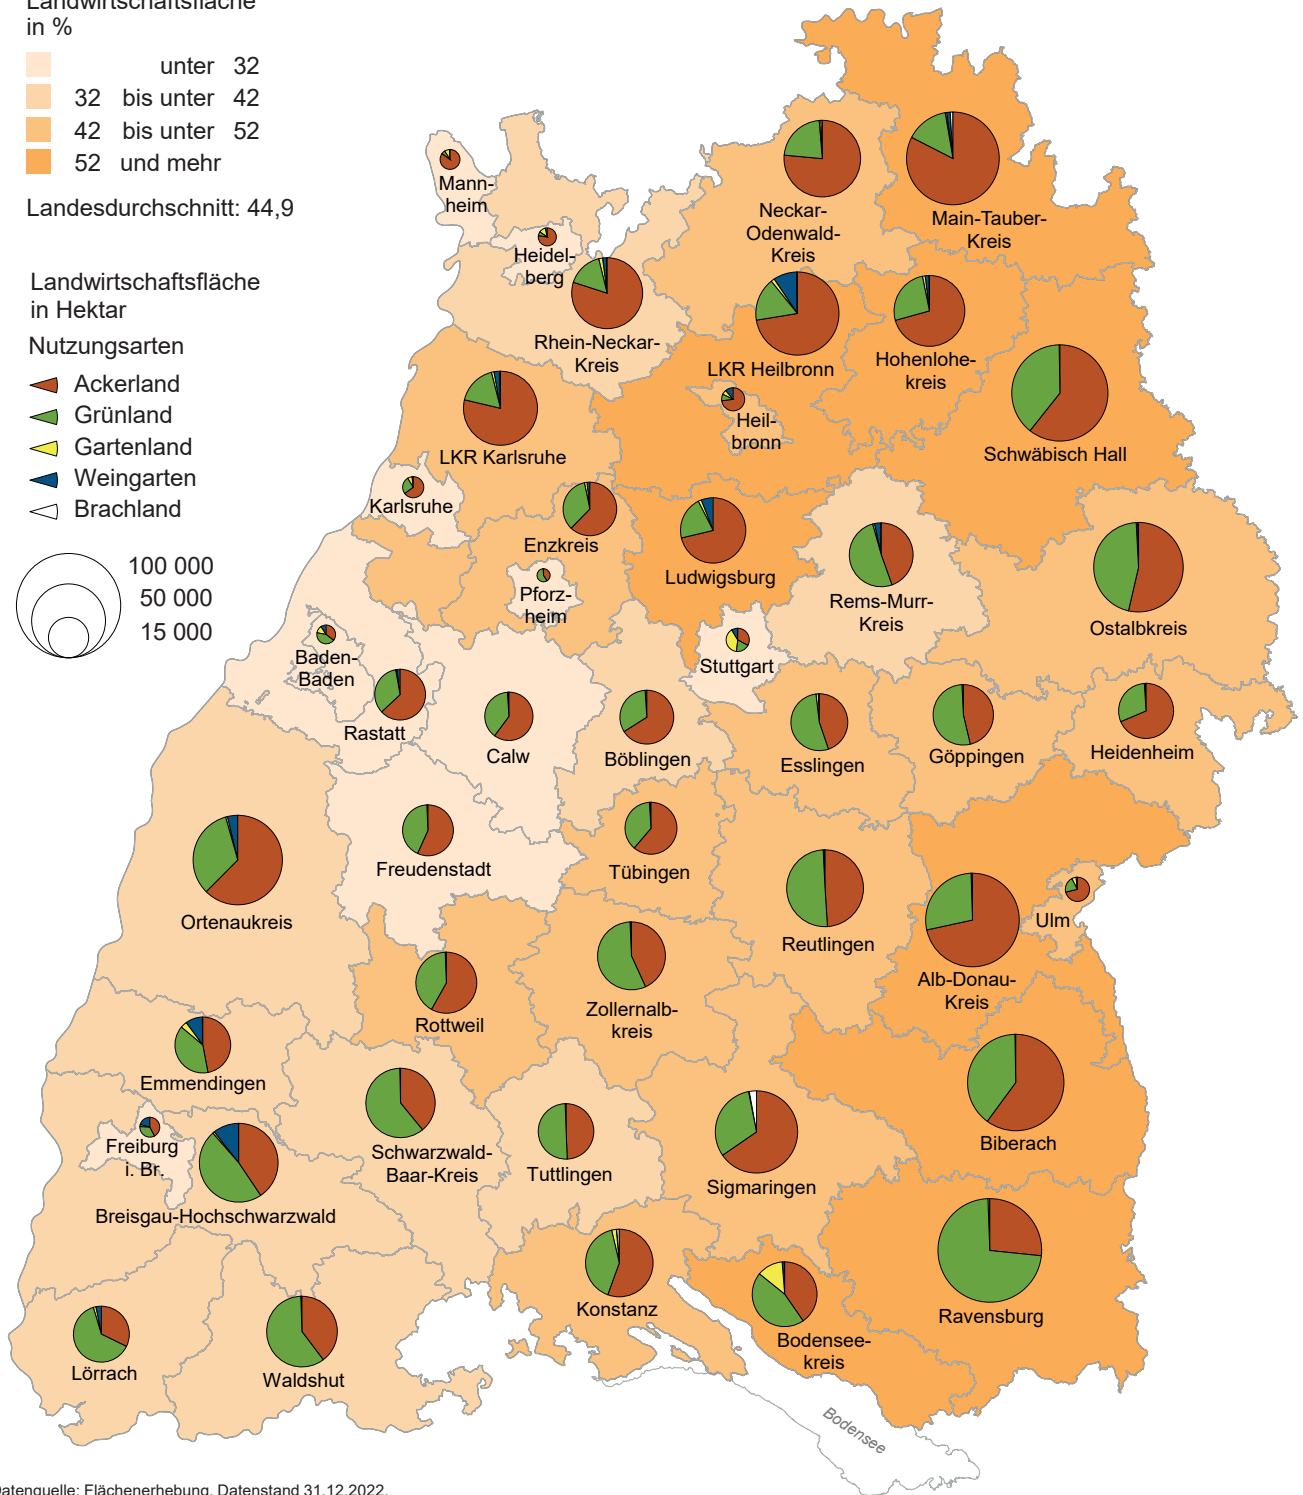 Landwirtschaftsfläche
in %
unter 32
32 bis unter 42
42 bis unter 52
52 und mehr
Landesdurchschnitt: 44,9
Landwirtschaftsfläche
in Hektar
Nutzungsarten
Ackerland
Grünland
Gartenland
Weingarten
Brachland
100 000
50 000
15 000
Mann-
heim
Heidel-
berg
Rhein-Neckar-
Kreis
Neckar-
Odenwald-
Kreis
Main-Tauber-
Kreis
LKR Heilbronn
Hohenlohe-
kreis
Heil-
bronn
Schwäbisch Hall
LKR Karlsruhe
Karlsruhe
Enzkreis
Pforz-
heim
Ludwigsburg
Rems-Murr-
Kreis
Ostalbkreis
Baden-
Baden
Rastatt
Calw
Böblingen
Stuttgart
Esslingen
Göppingen
Heidenheim
Freudenstadt
Tübingen
Ortenaukreis
Reutlingen
Ulm
Alb-Donau-
Kreis
Rottweil
Zollernalb-
kreis
Emmendingen
Freiburg
i. Br.
Breisgau-Hochschwarzwald
Schwarzwald-
Baar-Kreis
Tuttlingen
Sigmaringen
Biberach
Konstanz
Bodensee-
kreis
Ravensburg
Lörrach
Waldshut
Bodensee
Datenquelle: Flächenerhebung, Datenstand 31.12.2022.